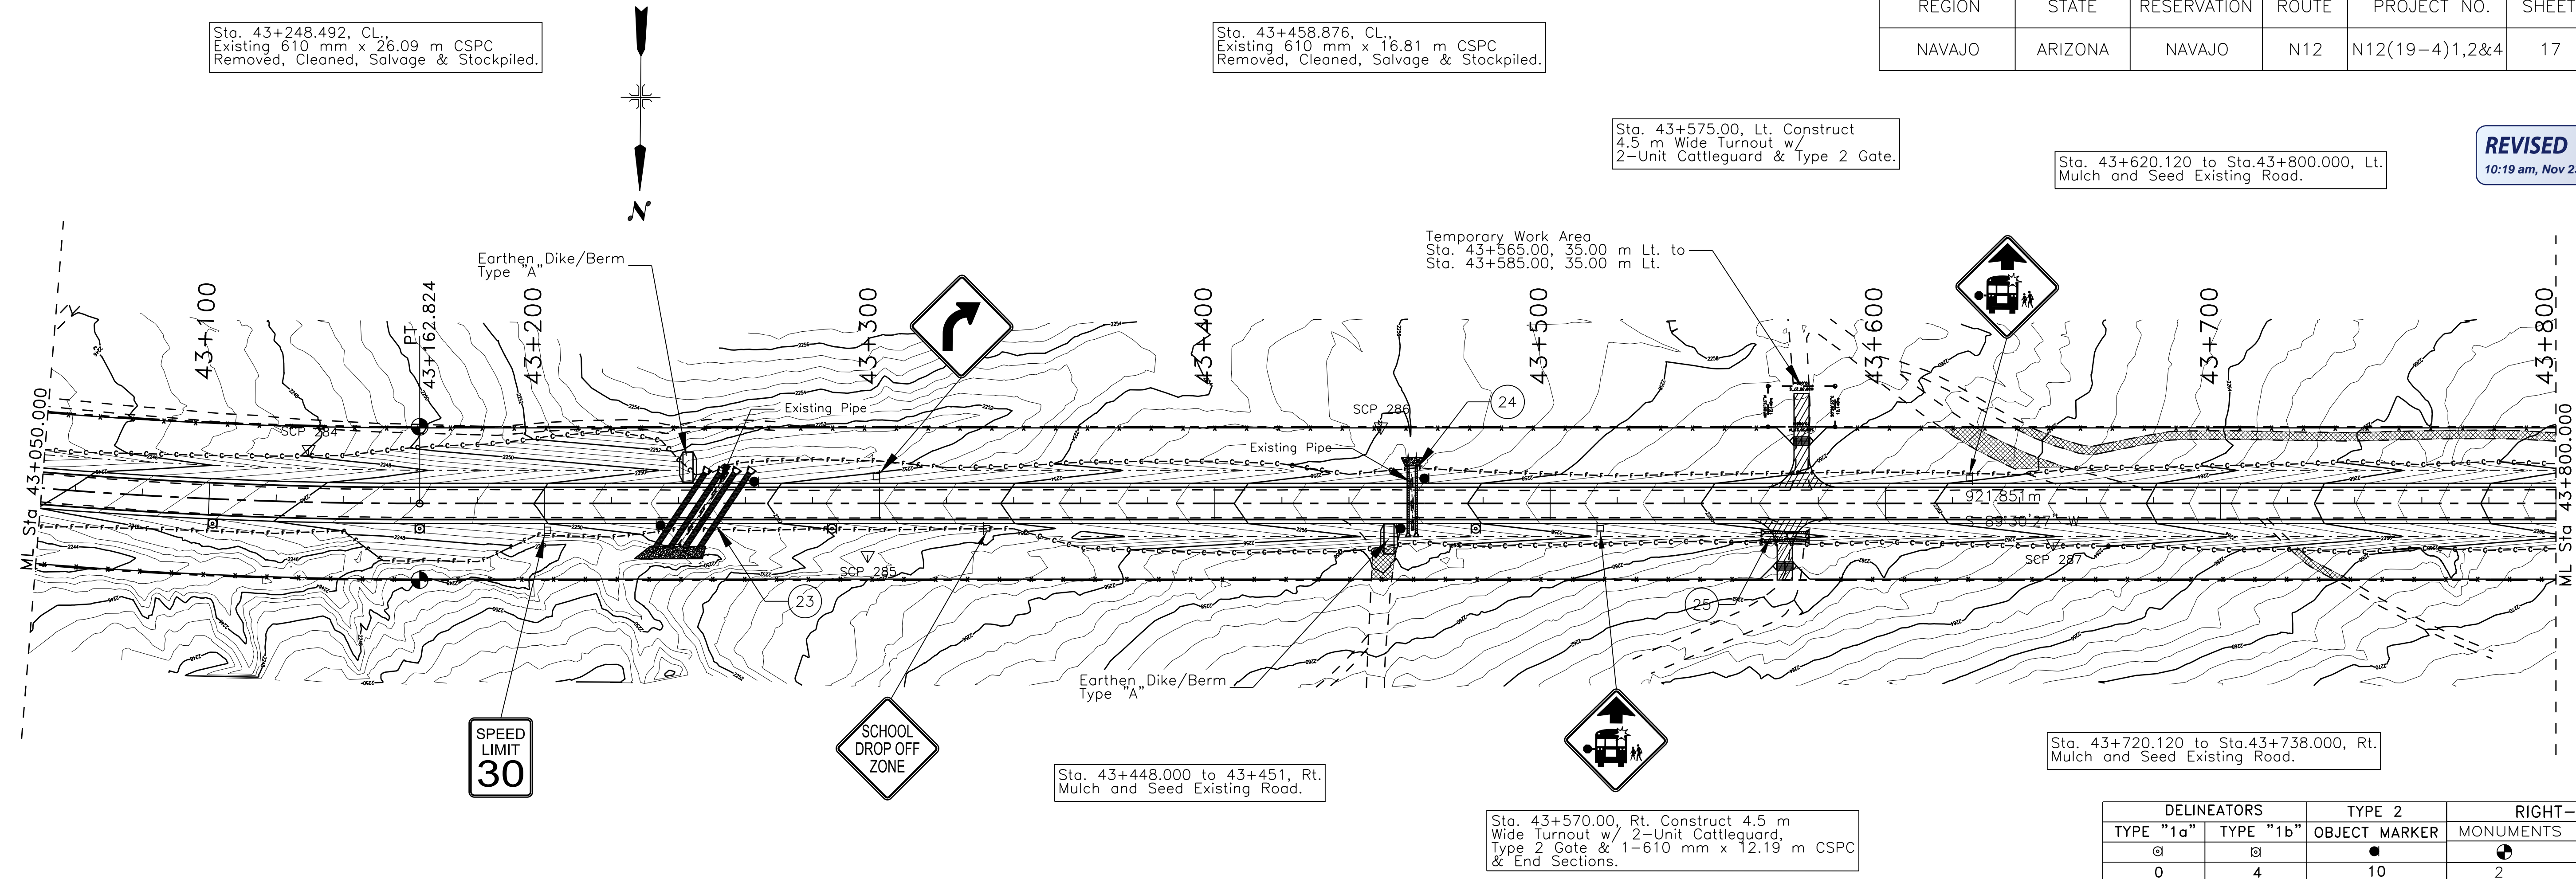 REGION STATE RESERVATION ROUTE PROJECT NO. SHEET
NAVAJO ARIZONA NAVAJO N12 N12(19-4)1,2&4 17
Sta. 43+248.492, CL.,
Existing 610 mm x 26.09 m CSPC
Removed, Cleaned, Salvage & Stockpiled.
Sta. 43+458.876, CL.,
Existing 610 mm x 16.81 m CSPC
Removed, Cleaned, Salvage & Stockpiled.
N
Sta. 43+575.00, Lt. Construct
4.5 m Wide Turnout w/
2-Unit Cattleguard & Type 2 Gate.
Sta. 43+620.120 to Sta.43+800.000, Lt.
Mulch and Seed Existing Road.
REVISED
10:19 am, Nov
Earthen Dike/Berm
Type "A"
Temporary Work Area
Sta. 43+565.00, 35.00 m Lt. to
Sta. 43+585.00, 35.00 m Lt.
43+100
PT
43+162.824
43+200
43+300
43+400
43+500
43+600
43+700
43+800
ML Sta 43+050.000
ML Sta 43+800.000
SCP 284
Existing Pipe
SCP 286
24
Existing Pipe
921.851m
S 89°30'27" W
SCP 285
SCP 287
23
25
Earthen Dike/Berm
Type "A"
SPEED
LIMIT
30
SCHOOL
DROP OFF
ZONE
Sta. 43+448.000 to 43+451, Rt.
Mulch and Seed Existing Road.
Sta. 43+720.120 to Sta.43+738.000, Rt.
Mulch and Seed Existing Road.
Sta. 43+570.00, Rt. Construct 4.5 m
Wide Turnout w/ 2-Unit Cattleguard,
Type 2 Gate & 1-610 mm x 12.19 m CSPC
& End Sections.
DELINEATORS TYPE 2 RIGHT-
TYPE "1a" TYPE "1b" OBJECT MARKER MONUMENTS
0 4 10 2